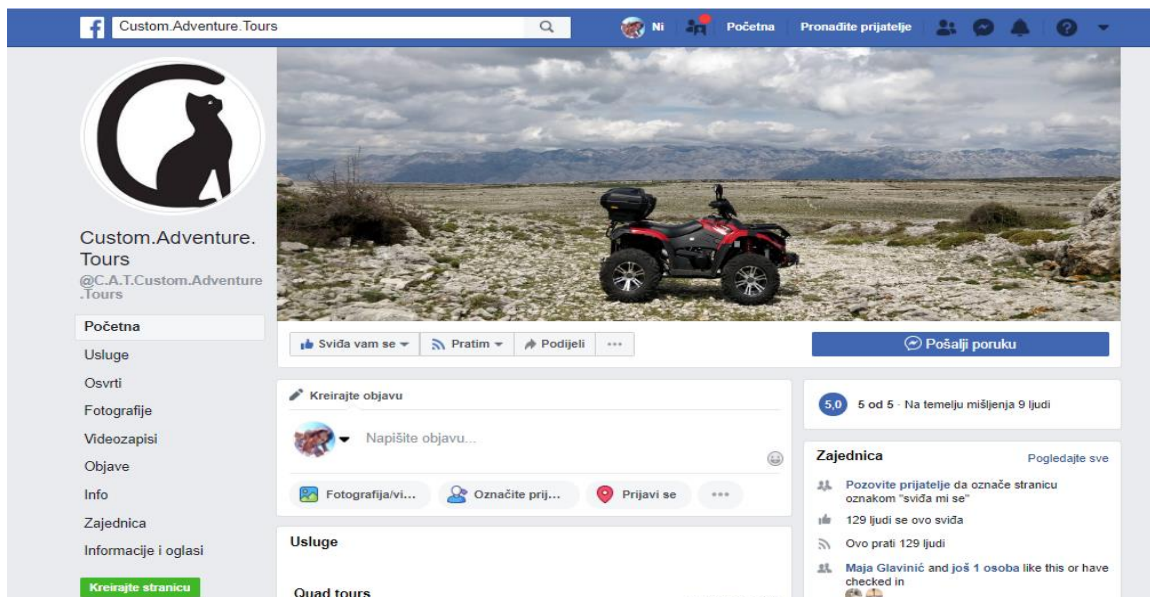 Custom.Adventure.Tours
Ni
Početna
Pronađite prijatelje
Custom.Adventure.
Tours
@C.A.T.Custom.Adventure
.Tours
Početna
Usluge
Osvrti
Fotografije
Videozapisi
Objave
Info
Zajednica
Informacije i oglasi
Kreirajte stranicu
Sviđa vam se
Pratim
Podijeli
Pošalji poruku
Kreirajte objavu
Napišite objavu...
Fotografija/vi...
Označite prij...
Prijavi se
Usluge
Quad tours
5,0 5 od 5 · Na temelju mišljenja 9 ljudi
Zajednica
Pogledajte sve
Pozovite prijatelje da označe stranicu
oznakom "sviđa mi se"
129 ljudi se ovo sviđa
Ovo prati 129 ljudi
Maja Glavinić and još 1 osoba like this or have
checked in